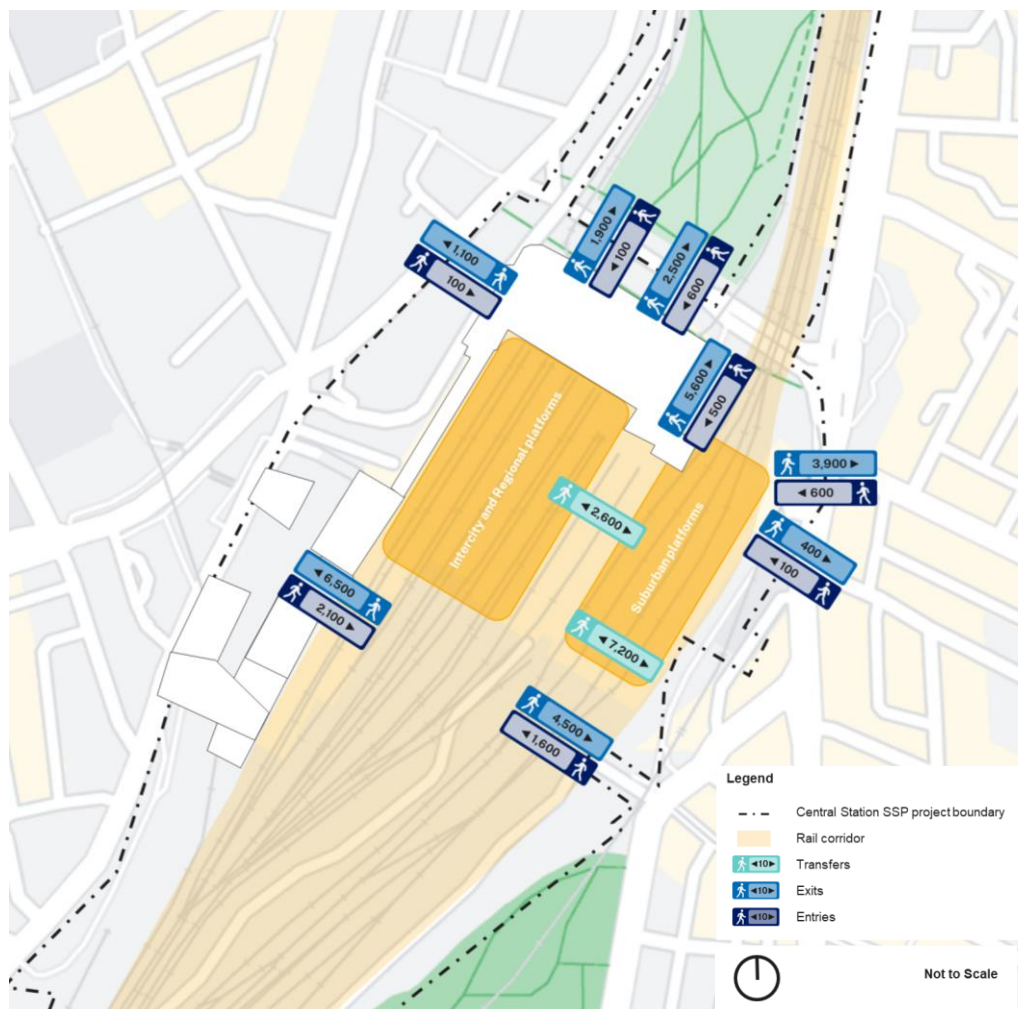 ◄ 1,100
100 ►
1,900 ►
◄ 100
2,500 ►
◄ 600
5,600 ►
◄ 500
3,900 ►
◄ 600
400 ►
◄ 100
Intercity and Regional platforms
◄ 2,600 ►
Suburban platforms
◄ 6,500
2,100 ►
◄ 7,200 ►
4,500 ►
◄ 1,600
Legend
Central Station SSP project boundary
Rail corridor
◄10► Transfers
◄10► Exits
◄10► Entries
Not to Scale